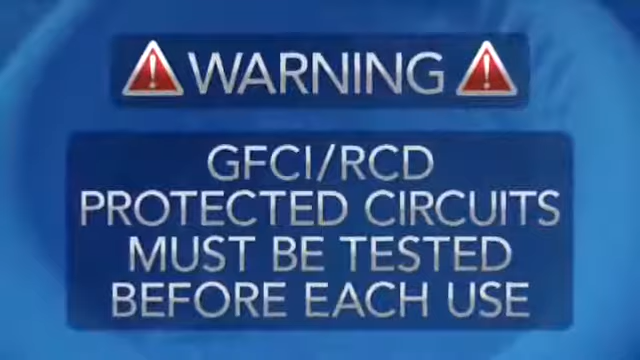 WARNING
GFCI/RCD
PROTECTED CIRCUITS
MUST BE TESTED
BEFORE EACH USE